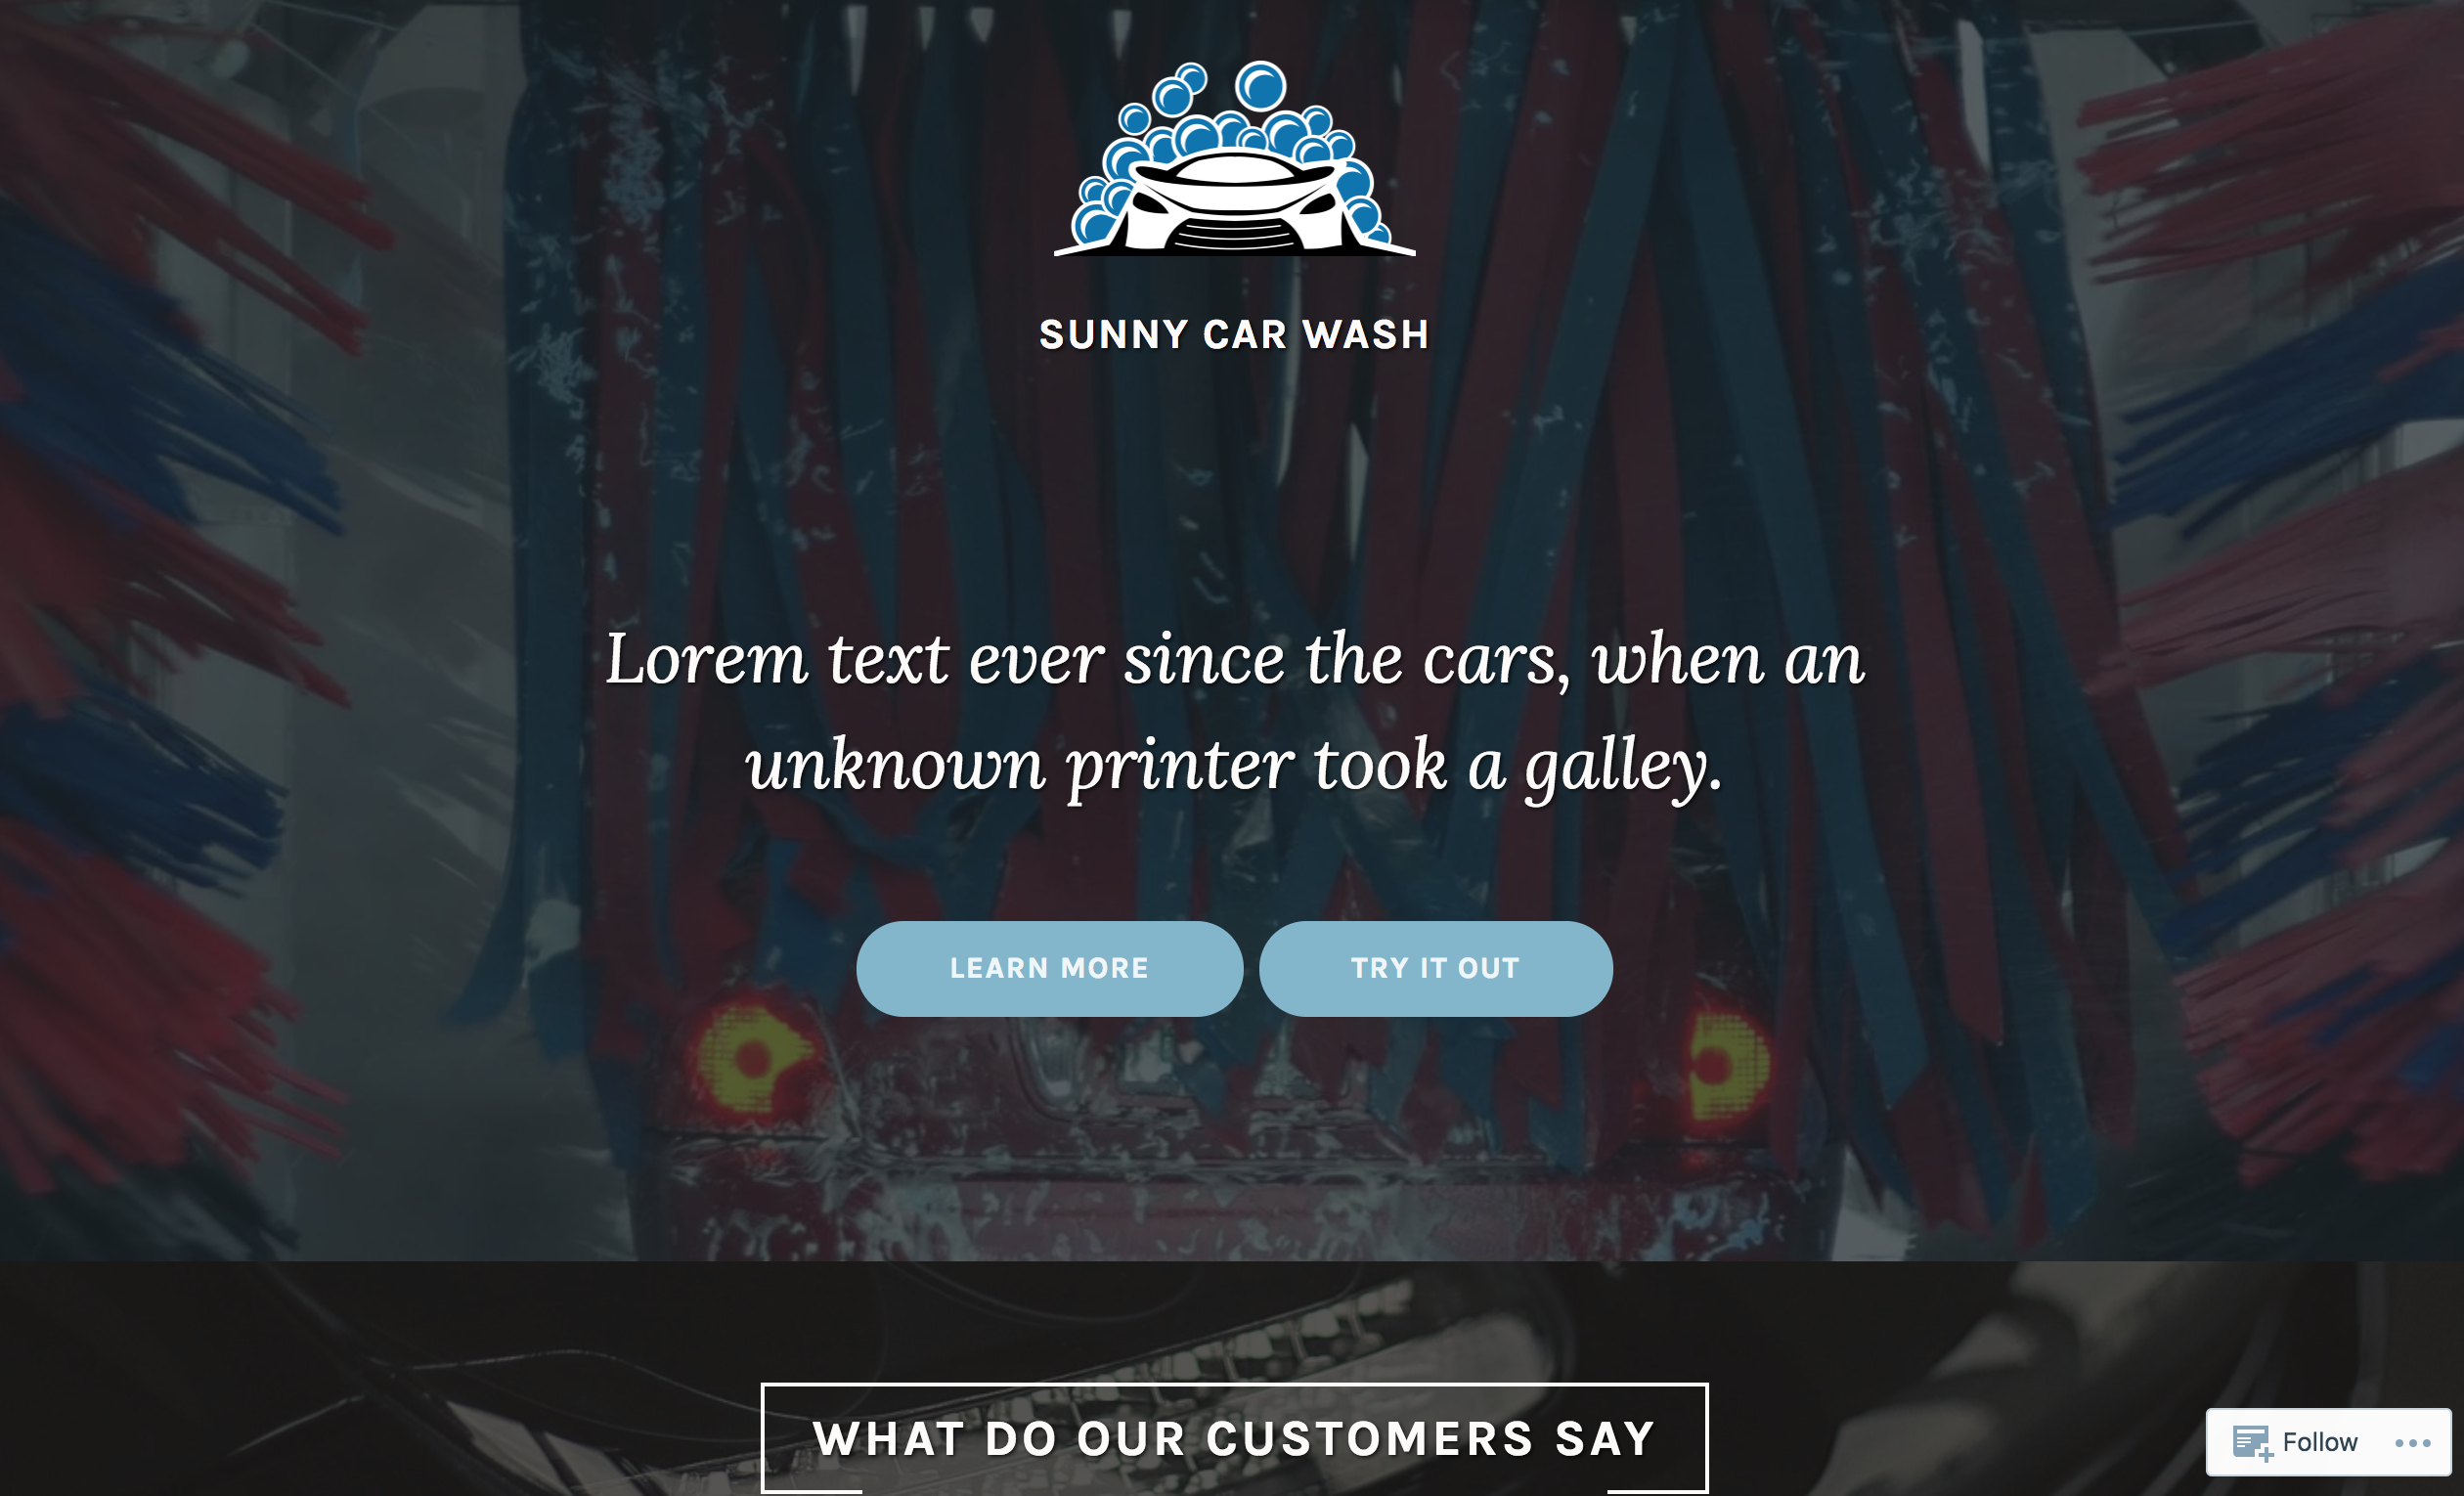 SUNNY CAR WASH
Lorem text ever since the cars, when an
unknown printer took a galley.
LEARN MORE
TRY IT OUT
WHAT DO OUR CUSTOMERS SAY
Follow